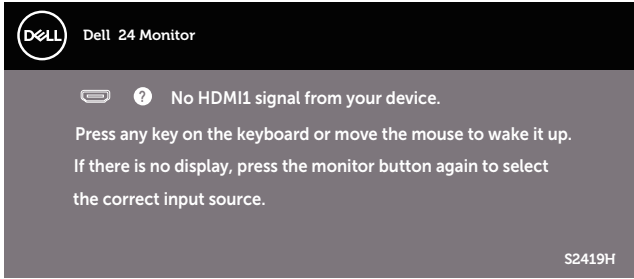 DELL
Dell 24 Monitor
? No HDMI1 signal from your device.
Press any key on the keyboard or move the mouse to wake it up.
If there is no display, press the monitor button again to select
the correct input source.
S2419H